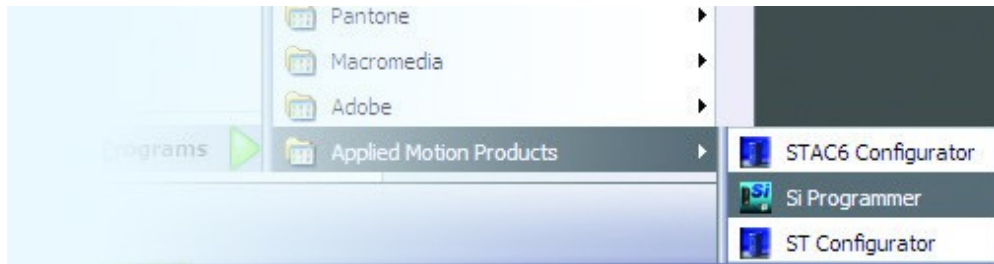 Pantone
Macromedia
Adobe
Programs
Applied Motion Products
STAC6 Configurator
Si Programmer
ST Configurator